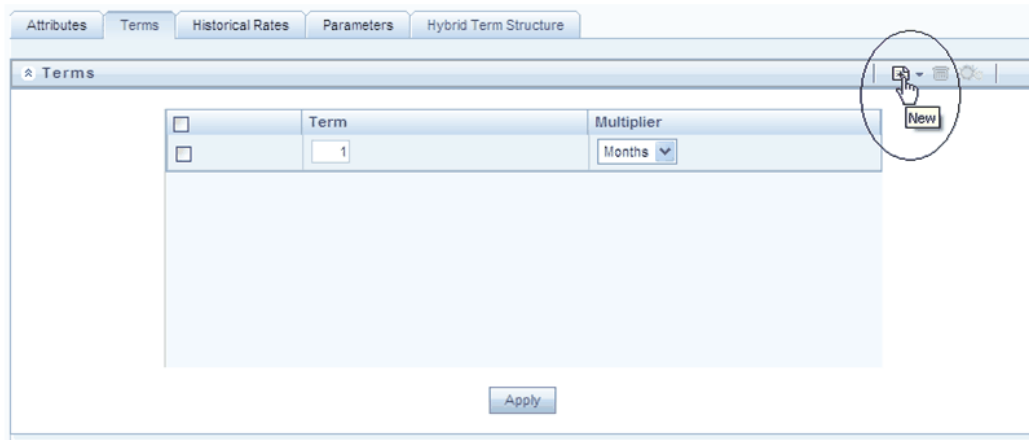 Attributes Terms Historical Rates Parameters Hybrid Term Structure
Terms
New
Term Multiplier
1 Months
Apply